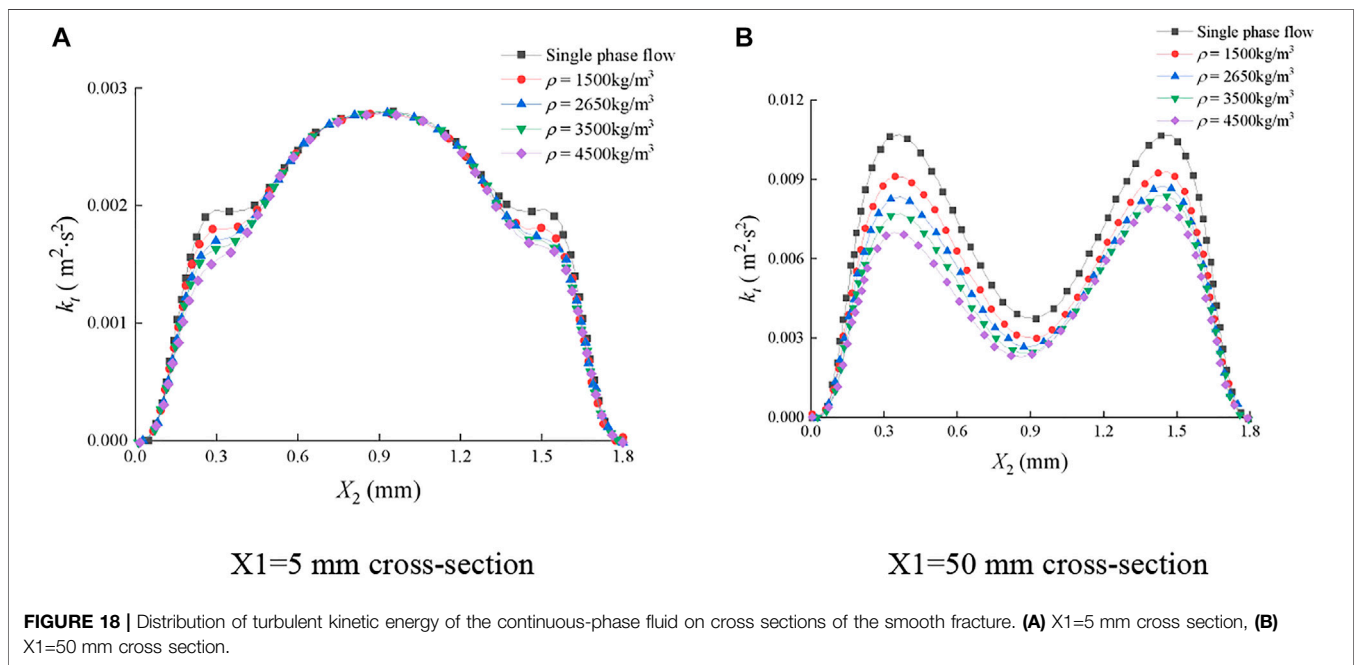 A
Single phase flow
ρ = 1500kg/m³
ρ = 2650kg/m³
ρ = 3500kg/m³
ρ = 4500kg/m³
0.003
0.002
0.001
0.000
kt ( m²·s²)
0.0 0.3 0.6 0.9 1.2 1.5 1.8
X₂ (mm)
X1=5 mm cross-section
B
Single phase flow
ρ = 1500kg/m³
ρ = 2650kg/m³
ρ = 3500kg/m³
ρ = 4500kg/m³
0.012
0.009
0.006
0.003
0.000
kt ( m²·s²)
0.0 0.3 0.6 0.9 1.2 1.5 1.8
X₂ (mm)
X1=50 mm cross-section
FIGURE 18 | Distribution of turbulent kinetic energy of the continuous-phase fluid on cross sections of the smooth fracture. (A) X1=5 mm cross section, (B)
X1=50 mm cross section.